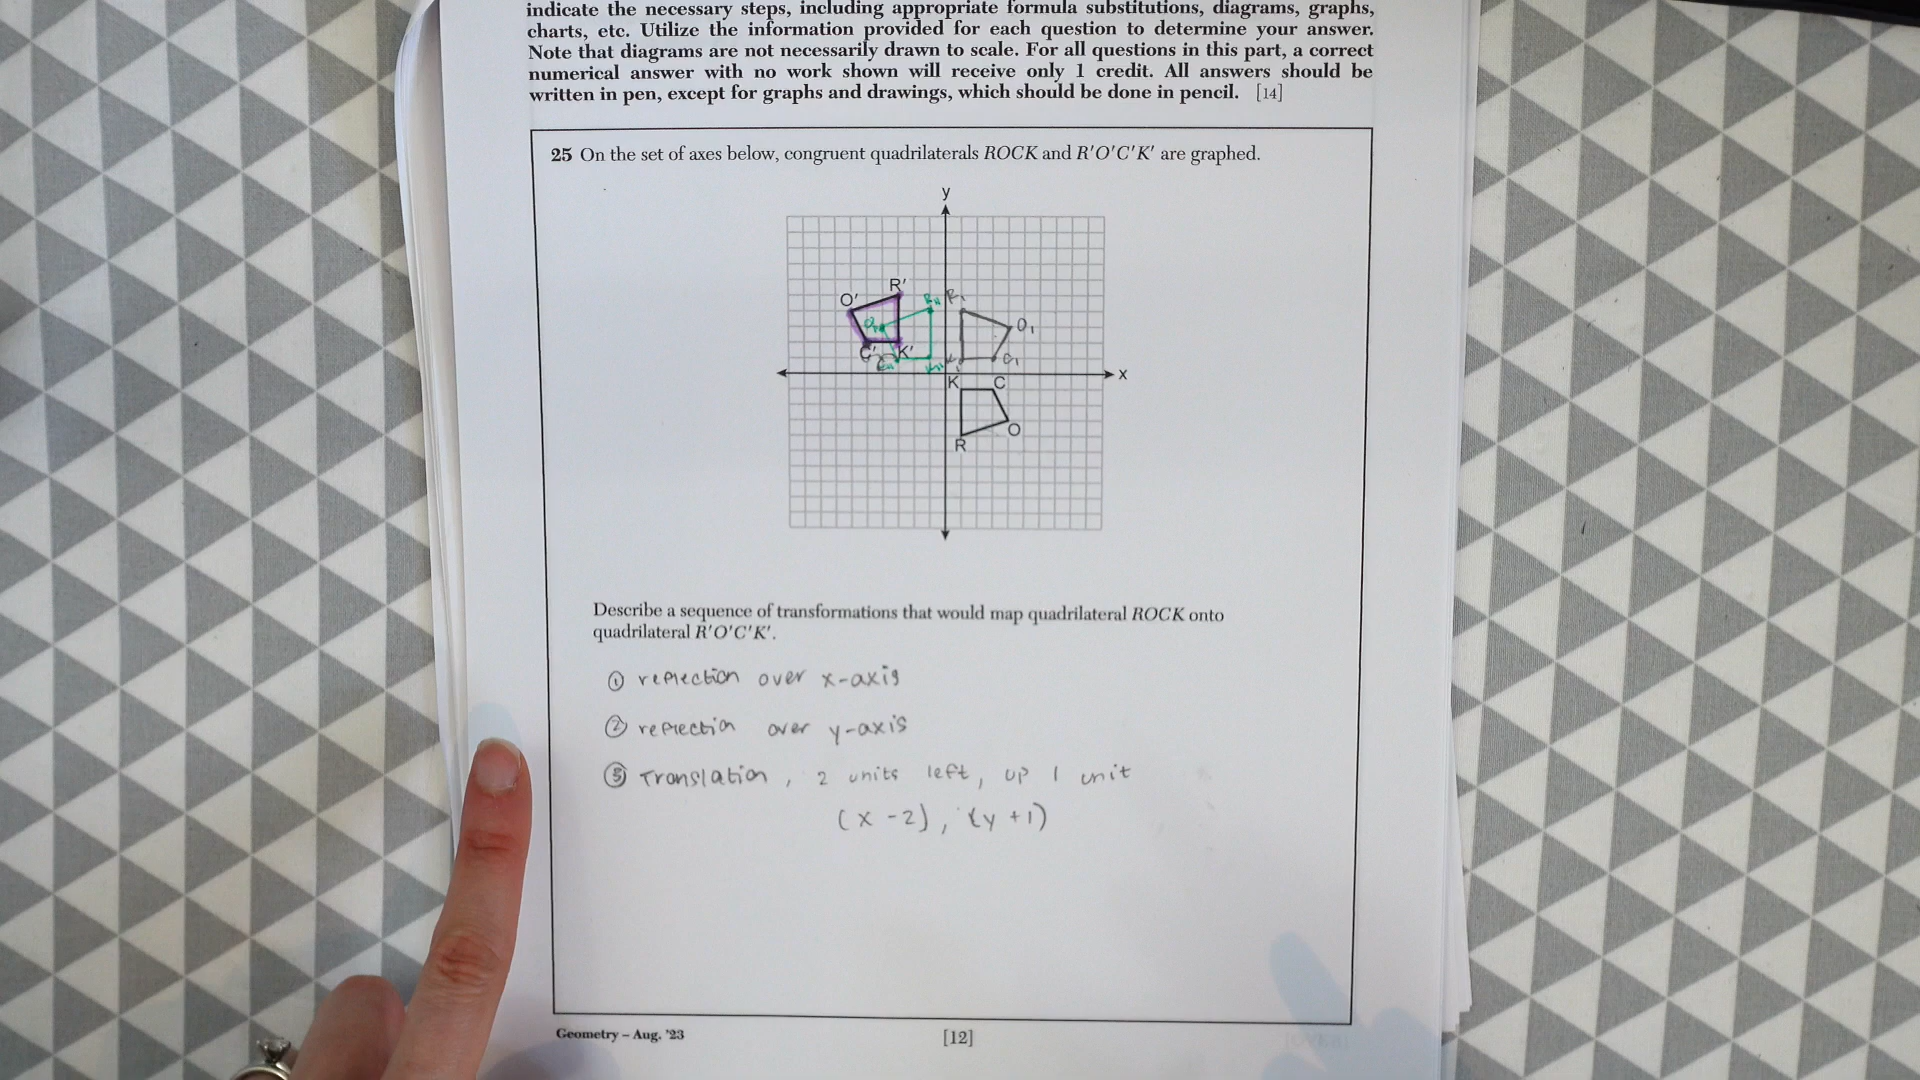 indicate the necessary steps, including appropriate formula substitutions, diagrams, graphs,
charts, etc. Utilize the information provided for each question to determine your answer.
Note that diagrams are not necessarily drawn to scale. For all questions in this part, a correct
numerical answer with no work shown will receive only 1 credit. All answers should be
written in pen, except for graphs and drawings, which should be done in pencil. [14]
25 On the set of axes below, congruent quadrilaterals ROCK and R'O'C'K' are graphed.
y
R'
O'
O₁
C' K'
C₁
x
K C
O
R
Describe a sequence of transformations that would map quadrilateral ROCK onto
quadrilateral R'O'C'K'.
① reflection over x-axis
② reflection over y-axis
③ Translation, 2 units left, up 1 unit
(x -2), (y +1)
Geometry – Aug. '23
[12]